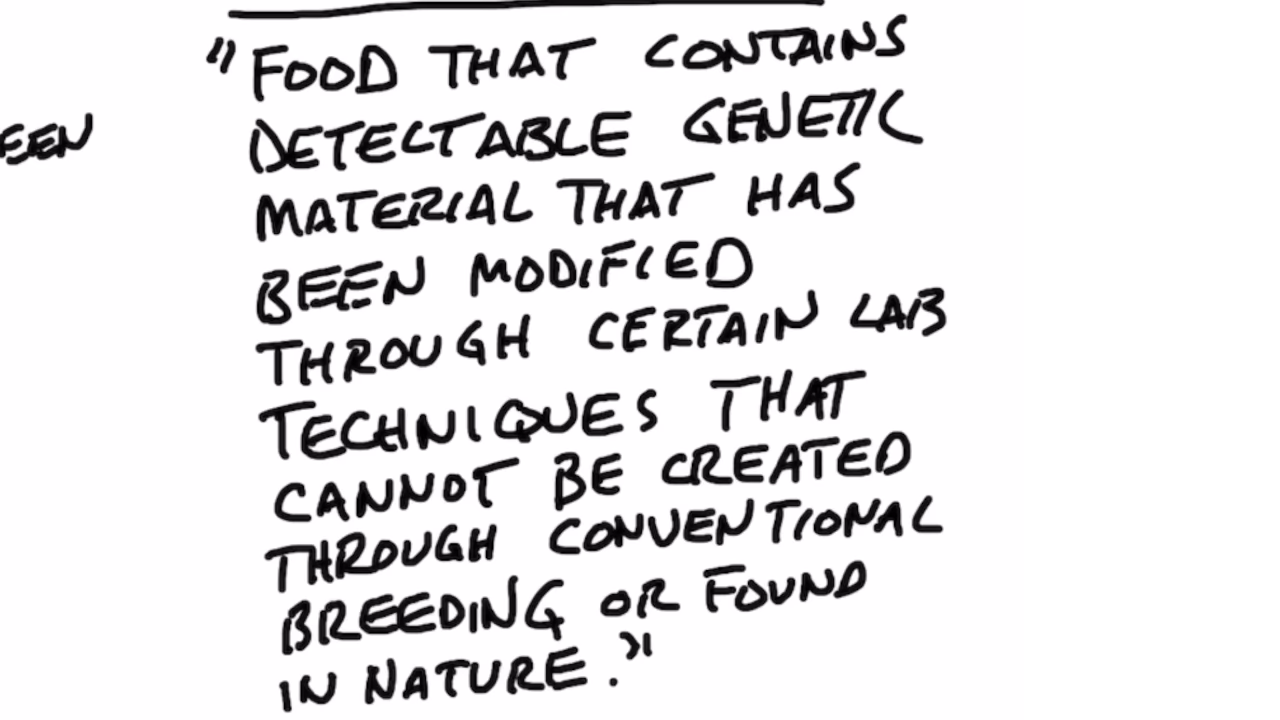 "FOOD THAT CONTAINS
DETECTABLE GENETIC
MATERIAL THAT HAS
BEEN MODIFIED
THROUGH CERTAIN LAB
TECHNIQUES THAT
CANNOT BE CREATED
THROUGH CONVENTIONAL
BREEDING OR FOUND
IN NATURE."